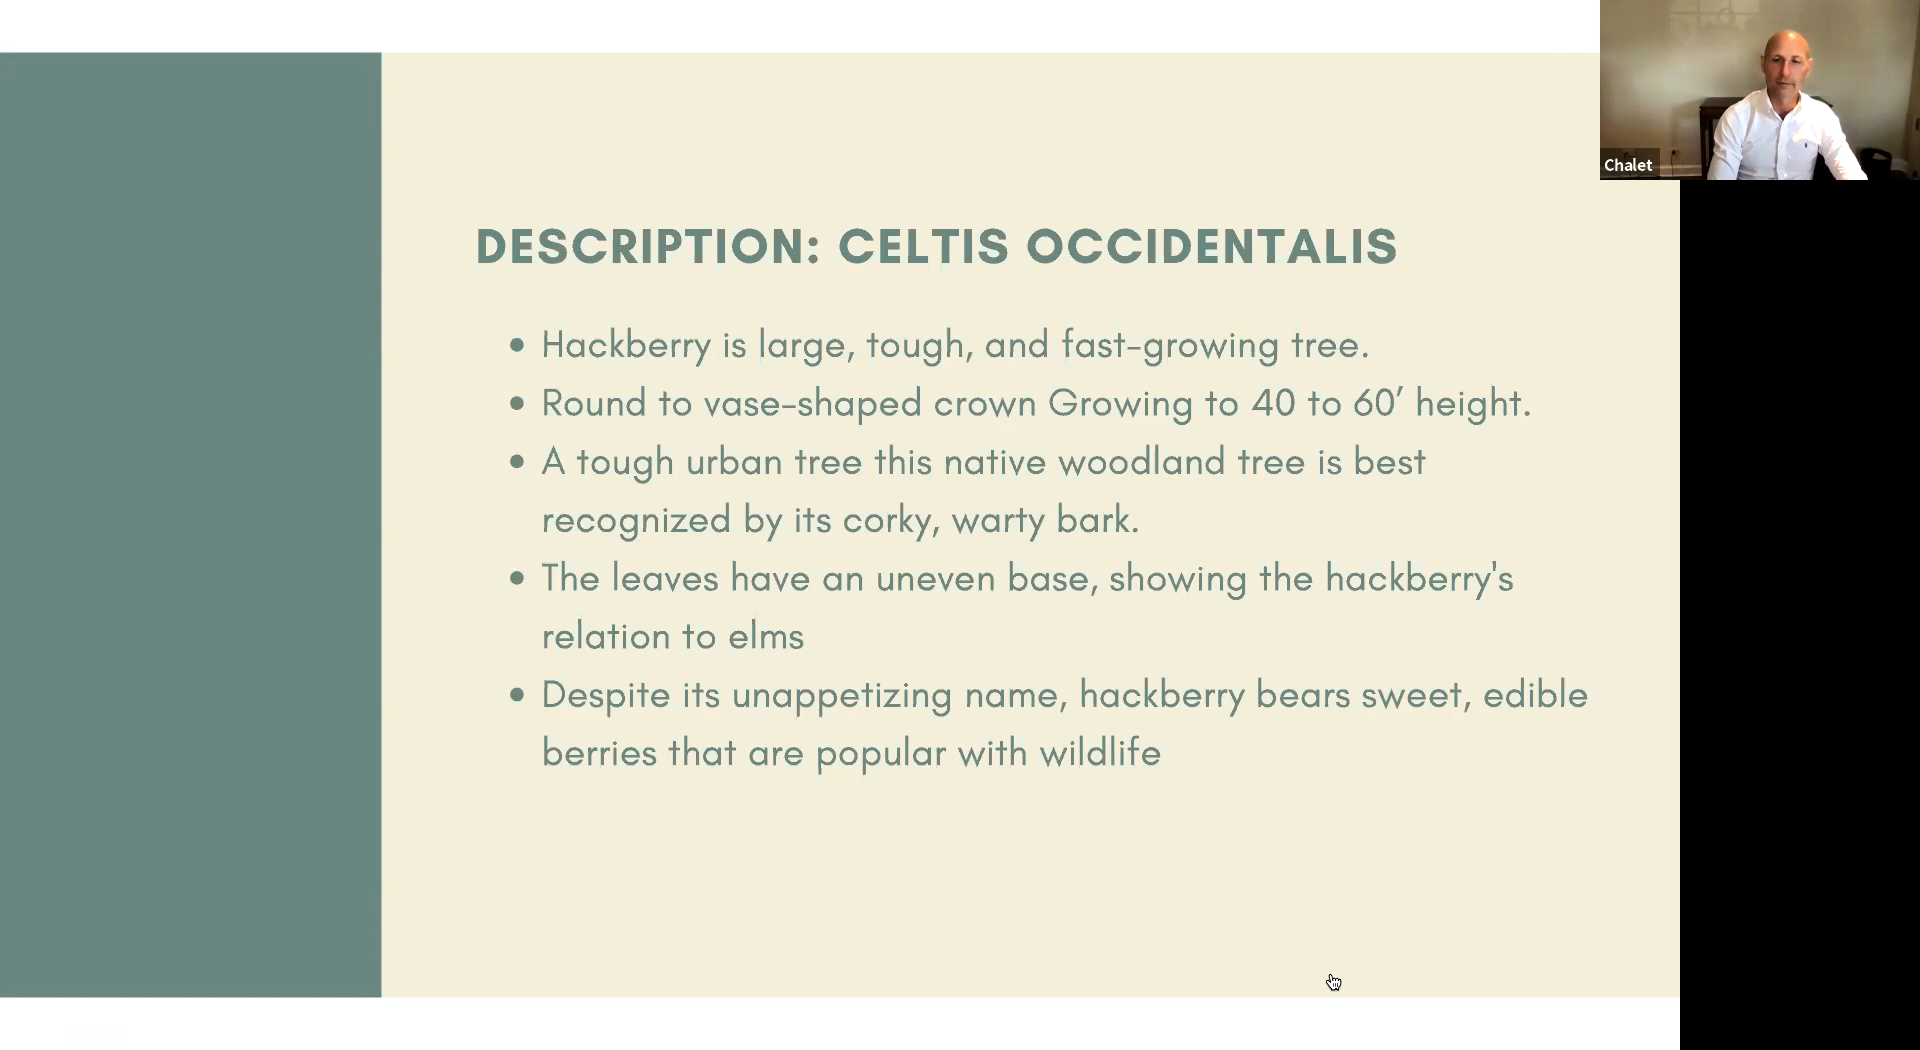 Chalet
DESCRIPTION: CELTIS OCCIDENTALIS
• Hackberry is large, tough, and fast-growing tree.
• Round to vase-shaped crown Growing to 40 to 60’ height.
• A tough urban tree this native woodland tree is best
recognized by its corky, warty bark.
• The leaves have an uneven base, showing the hackberry's
relation to elms
• Despite its unappetizing name, hackberry bears sweet, edible
berries that are popular with wildlife